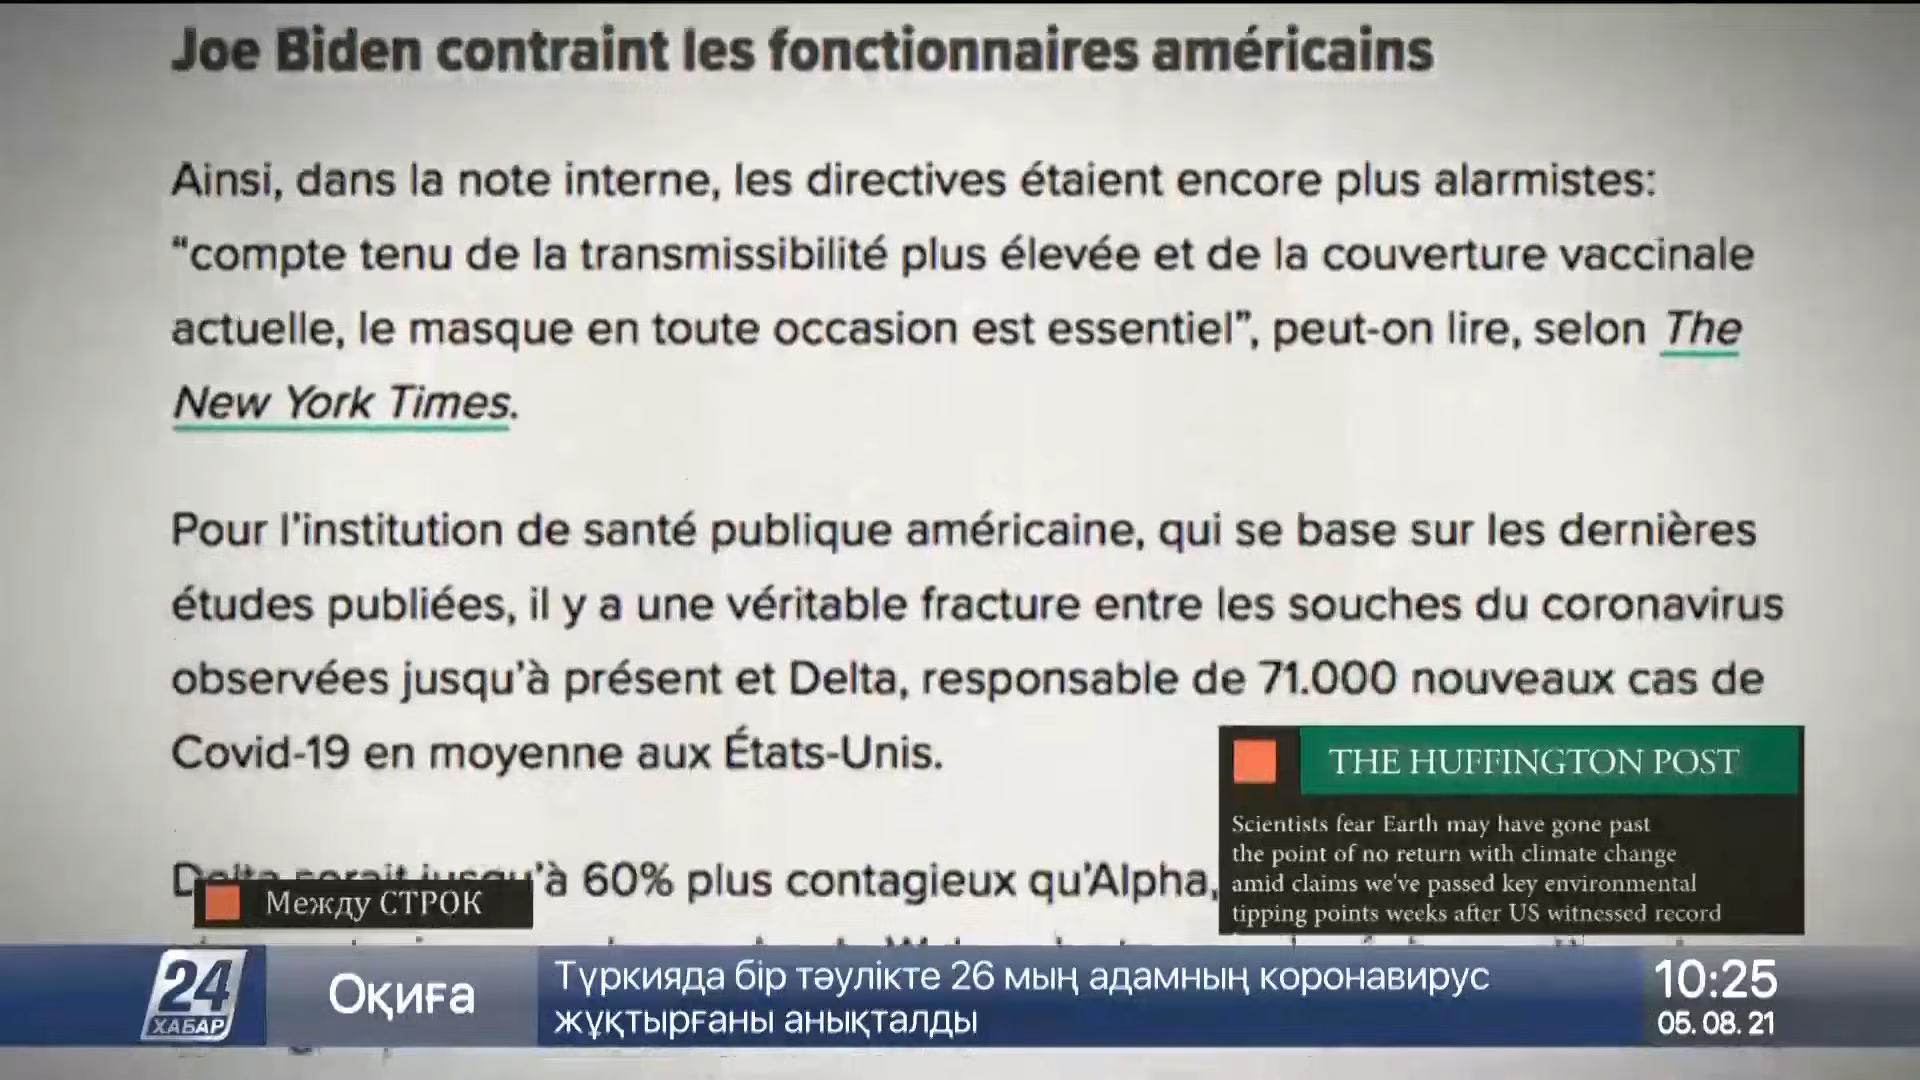 Joe Biden contraint les fonctionnaires américains
Ainsi, dans la note interne, les directives étaient encore plus alarmistes:
“compte tenu de la transmissibilité plus élevée et de la couverture vaccinale
actuelle, le masque en toute occasion est essentiel”, peut-on lire, selon The
New York Times.
Pour l’institution de santé publique américaine, qui se base sur les dernières
études publiées, il y a une véritable fracture entre les souches du coronavirus
observées jusqu’à présent et Delta, responsable de 71.000 nouveaux cas de
Covid-19 en moyenne aux États-Unis.
Delta serait jusqu’à 60% plus contagieux qu’Alpha,
THE HUFFINGTON POST
Scientists fear Earth may have gone past
the point of no return with climate change
amid claims we've passed key environmental
tipping points weeks after US witnessed record
Между СТРОК
24
ХАБАР
Оқиға
Түркияда бір тәулікте 26 мың адамның коронавирус
жұқтырғаны анықталды
10:25
05. 08. 21